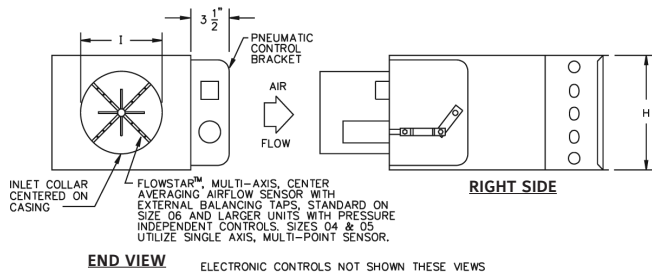 3 1/2"
I
PNEUMATIC
CONTROL
BRACKET
AIR
FLOW
H
INLET COLLAR
CENTERED ON
CASING
FLOWSTAR™, MULTI-AXIS, CENTER
AVERAGING AIRFLOW SENSOR WITH
EXTERNAL BALANCING TAPS, STANDARD ON
SIZE 06 AND LARGER UNITS WITH PRESSURE
INDEPENDENT CONTROLS. SIZES 04 & 05
UTILIZE SINGLE AXIS, MULTI-POINT SENSOR.
RIGHT SIDE
END VIEW
ELECTRONIC CONTROLS NOT SHOWN THESE VIEWS